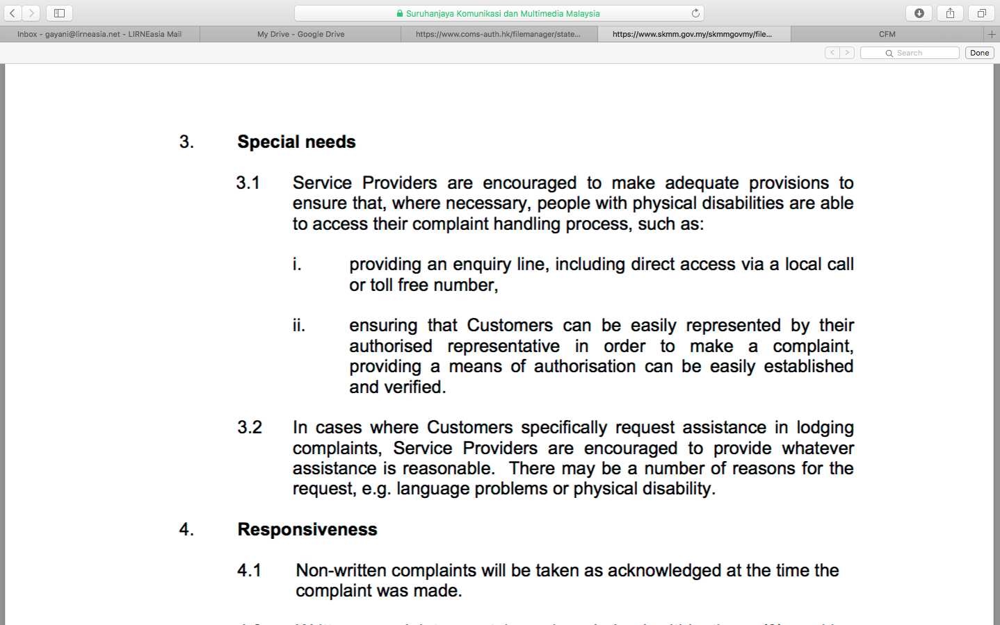 Suruhanjaya Komunikasi dan Multimedia Malaysia
Inbox - gayani@lirneasia.net - LIRNEasia Mail
My Drive - Google Drive
https://www.coms-auth.hk/filemanager/state...
https://www.skmm.gov.my/skmmgovmy/file...
CFM
Search
Done
3. Special needs
3.1 Service Providers are encouraged to make adequate provisions to
ensure that, where necessary, people with physical disabilities are able
to access their complaint handling process, such as:
i. providing an enquiry line, including direct access via a local call
or toll free number,
ii. ensuring that Customers can be easily represented by their
authorised representative in order to make a complaint,
providing a means of authorisation can be easily established
and verified.
3.2 In cases where Customers specifically request assistance in lodging
complaints, Service Providers are encouraged to provide whatever
assistance is reasonable. There may be a number of reasons for the
request, e.g. language problems or physical disability.
4. Responsiveness
4.1 Non-written complaints will be taken as acknowledged at the time the
complaint was made.